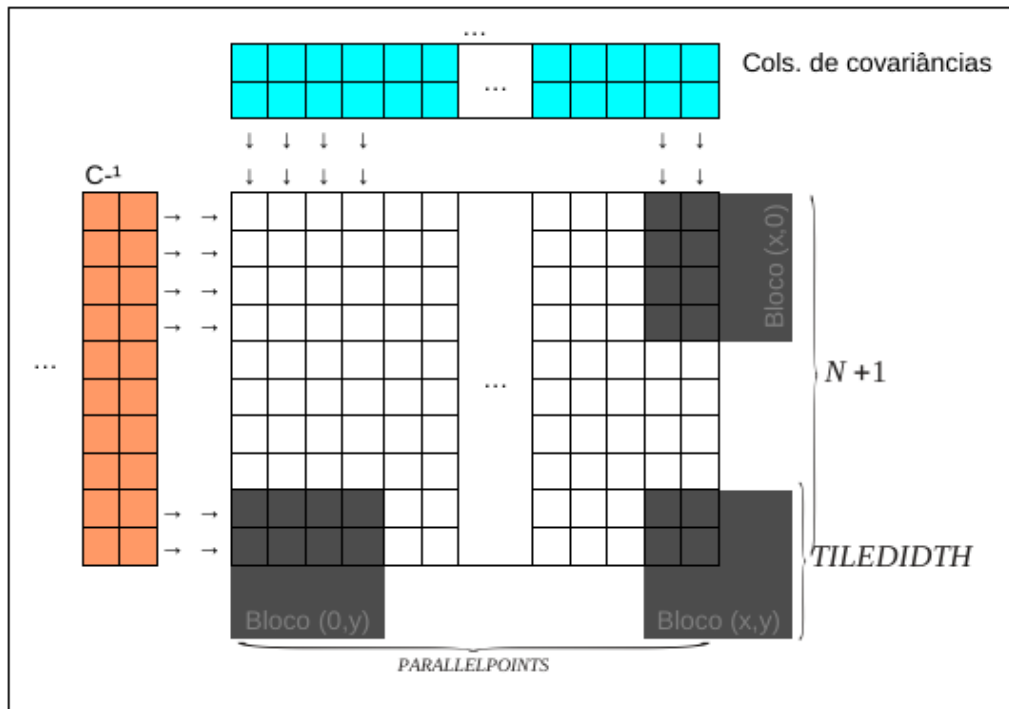 ...
Cols. de covariâncias
...
C-¹
Bloco (x,0)
...
...
N +1
TILEDIDTH
Bloco (0,y)
Bloco (x,y)
PARALLELPOINTS